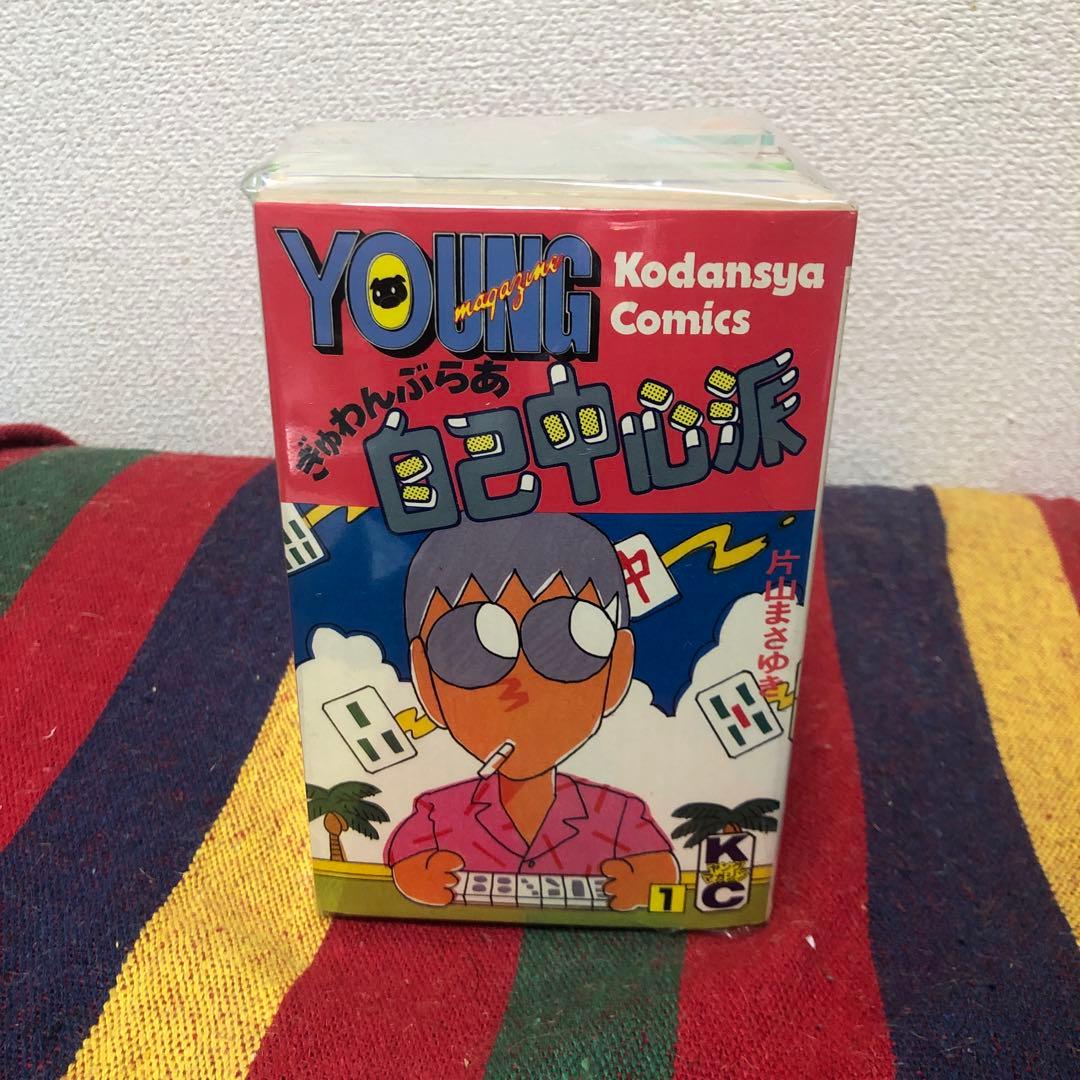 YOUNG
magazine
Kodansya
Comics
ぎゅわんぶらあ
自己中心派
中
片山まさゆき
1
KC